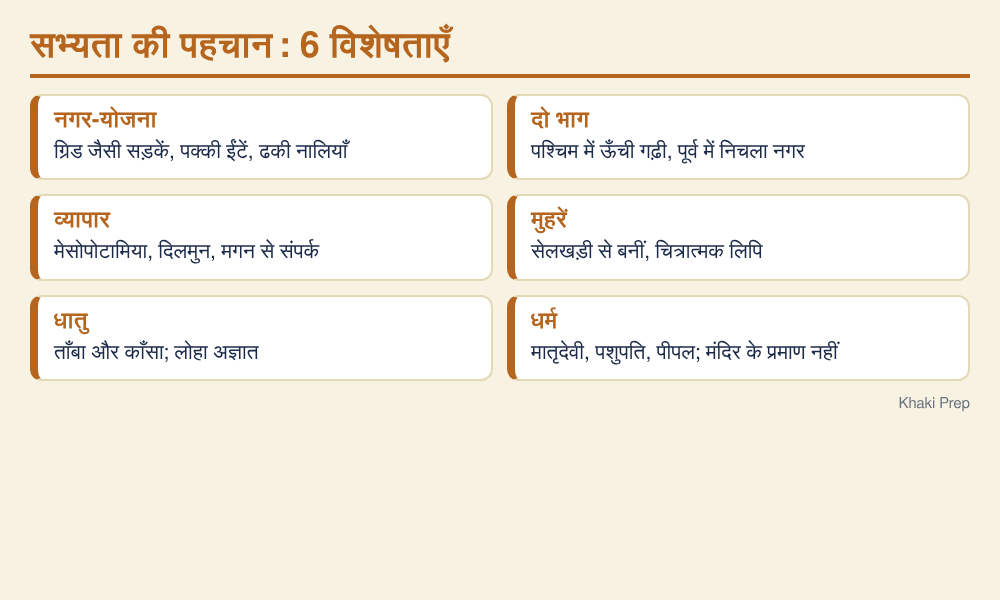 सभ्यता की पहचान : 6 विशेषताएँ
नगर-योजना
ग्रिड जैसी सड़कें, पक्की ईंटें, ढकी नालियाँ
दो भाग
पश्चिम में ऊँची गढ़ी, पूर्व में निचला नगर
व्यापार
मेसोपोटामिया, दिलमुन, मगन से संपर्क
मुहरें
सेलखड़ी से बनीं, चित्रात्मक लिपि
धातु
ताँबा और काँसा; लोहा अज्ञात
धर्म
मातृदेवी, पशुपति, पीपल; मंदिर के प्रमाण नहीं
Khaki Prep